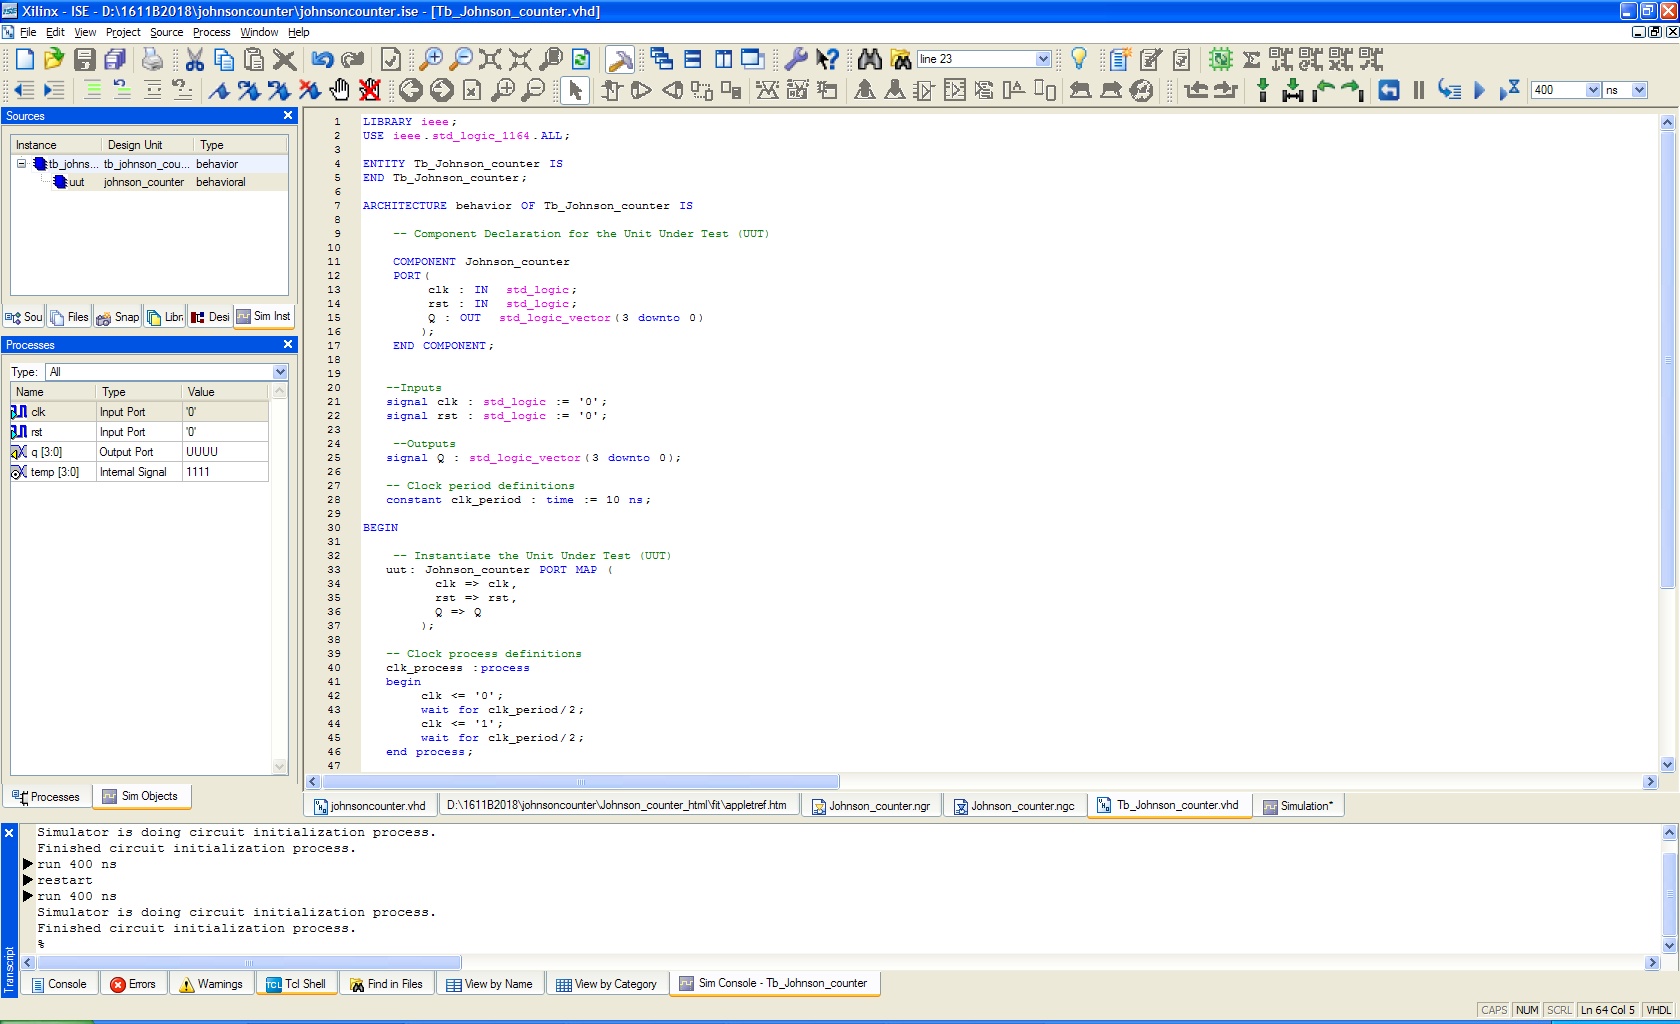 Xilinx - ISE - D:\1611B2018\johnsoncounter\johnsoncounter.ise - [Tb_Johnson_counter.vhd]
File Edit View Project Source Process Window Help
line 23
400 ns
Sources
Instance Design Unit Type
tb_johns... tb_johnson_cou... behavior
uut johnson_counter behavioral
Sou Files Snap Libr Desi Sim Inst
Processes
Type: All
Name Type Value
clk Input Port '0'
rst Input Port '0'
q [3:0] Output Port UUUU
temp [3:0] Internal Signal 1111
Processes Sim Objects
1 LIBRARY ieee;
2 USE ieee.std_logic_1164.ALL;
3
4 ENTITY Tb_Johnson_counter IS
5 END Tb_Johnson_counter;
6
7 ARCHITECTURE behavior OF Tb_Johnson_counter IS
8
9 -- Component Declaration for the Unit Under Test (UUT)
10
11 COMPONENT Johnson_counter
12 PORT(
13 clk : IN std_logic;
14 rst : IN std_logic;
15 Q : OUT std_logic_vector(3 downto 0)
16 );
17 END COMPONENT;
18
19
20 --Inputs
21 signal clk : std_logic := '0';
22 signal rst : std_logic := '0';
23
24 --Outputs
25 signal Q : std_logic_vector(3 downto 0);
26
27 -- Clock period definitions
28 constant clk_period : time := 10 ns;
29
30 BEGIN
31
32 -- Instantiate the Unit Under Test (UUT)
33 uut: Johnson_counter PORT MAP (
34 clk => clk,
35 rst => rst,
36 Q => Q
37 );
38
39 -- Clock process definitions
40 clk_process :process
41 begin
42 clk <= '0';
43 wait for clk_period/2;
44 clk <= '1';
45 wait for clk_period/2;
46 end process;
47
johnsoncounter.vhd D:\1611B2018\johnsoncounter\Johnson_counter_html\fit\appletref.htm Johnson_counter.ngr Johnson_counter.ngc Tb_Johnson_counter.vhd Simulation*
Simulator is doing circuit initialization process.
Finished circuit initialization process.
run 400 ns
restart
run 400 ns
Simulator is doing circuit initialization process.
Finished circuit initialization process.
%
Transcript
Console Errors Warnings TCL Tcl Shell Find in Files View by Name View by Category Sim Console - Tb_Johnson_counter
CAPS NUM SCRL Ln 64 Col 5 VHDL